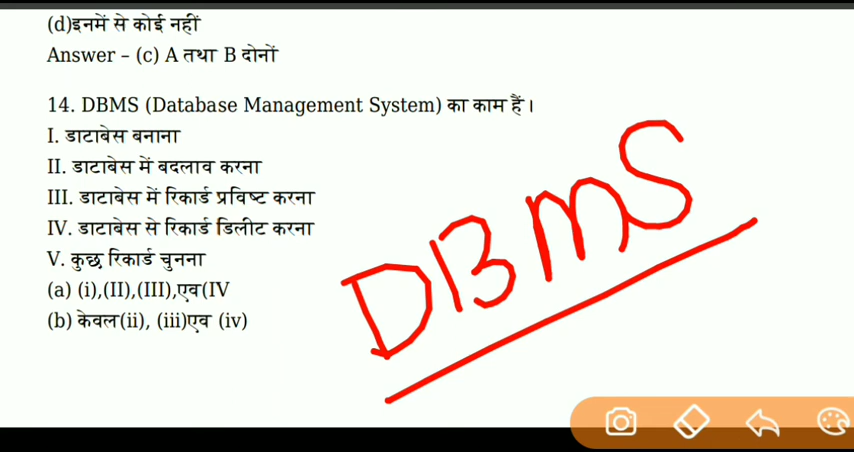 (d)इनमें से कोई नहीं
Answer – (c) A तथा B दोनों
14. DBMS (Database Management System) का काम हैं।
I. डाटाबेस बनाना
II. डाटाबेस में बदलाव करना
III. डाटाबेस में रिकार्ड प्रविष्ट करना
IV. डाटाबेस से रिकार्ड डिलीट करना
V. कुछ रिकार्ड चुनना
(a) (i),(II),(III),एव(IV
(b) केवल(ii), (iii)एव (iv)
DBMS